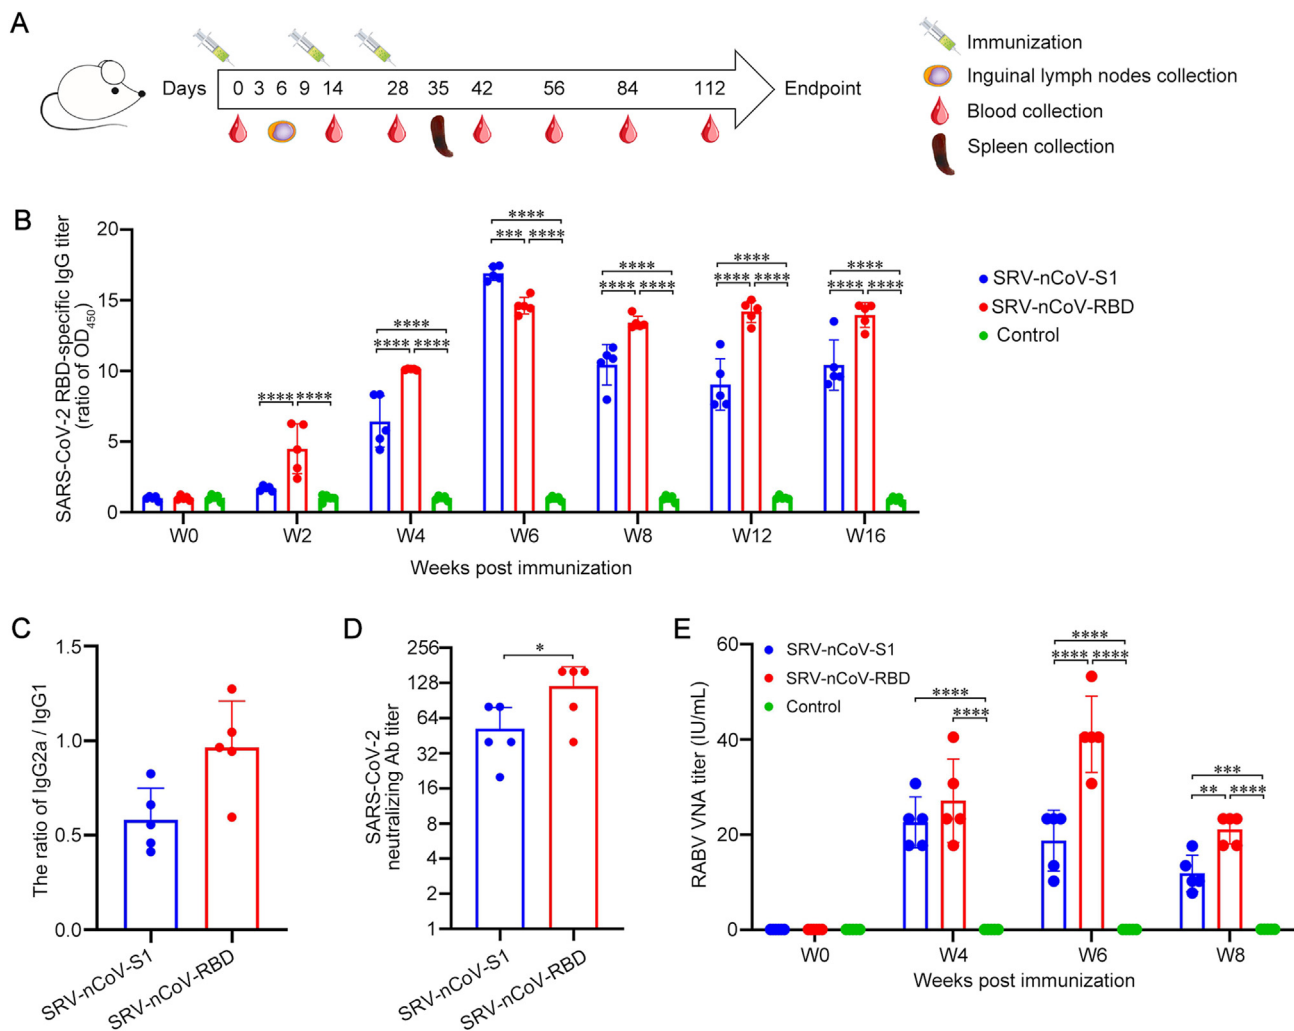 A
Days 0 3 6 9 14 28 35 42 56 84 112 Endpoint
Immunization
Inguinal lymph nodes collection
Blood collection
Spleen collection
B
SARS-CoV-2 RBD-specific IgG titer
(ratio of OD450)
20
15
10
5
0
**** ****
****
**** ****
****
*** ****
****
**** ****
****
**** ****
****
**** ****
W0 W2 W4 W6 W8 W12 W16
Weeks post immunization
SRV-nCoV-S1
SRV-nCoV-RBD
Control
C
The ratio of IgG2a / IgG1
1.5
1.0
0.5
0.0
SRV-nCoV-S1
SRV-nCoV-RBD
D
SARS-CoV-2
neutralizing Ab titer
256
128
64
32
16
8
4
2
1
*
SRV-nCoV-S1
SRV-nCoV-RBD
E
RABV VNA titer (IU/mL)
60
40
20
0
SRV-nCoV-S1
SRV-nCoV-RBD
Control
****
****
****
**** ****
***
** ****
W0 W4 W6 W8
Weeks post immunization